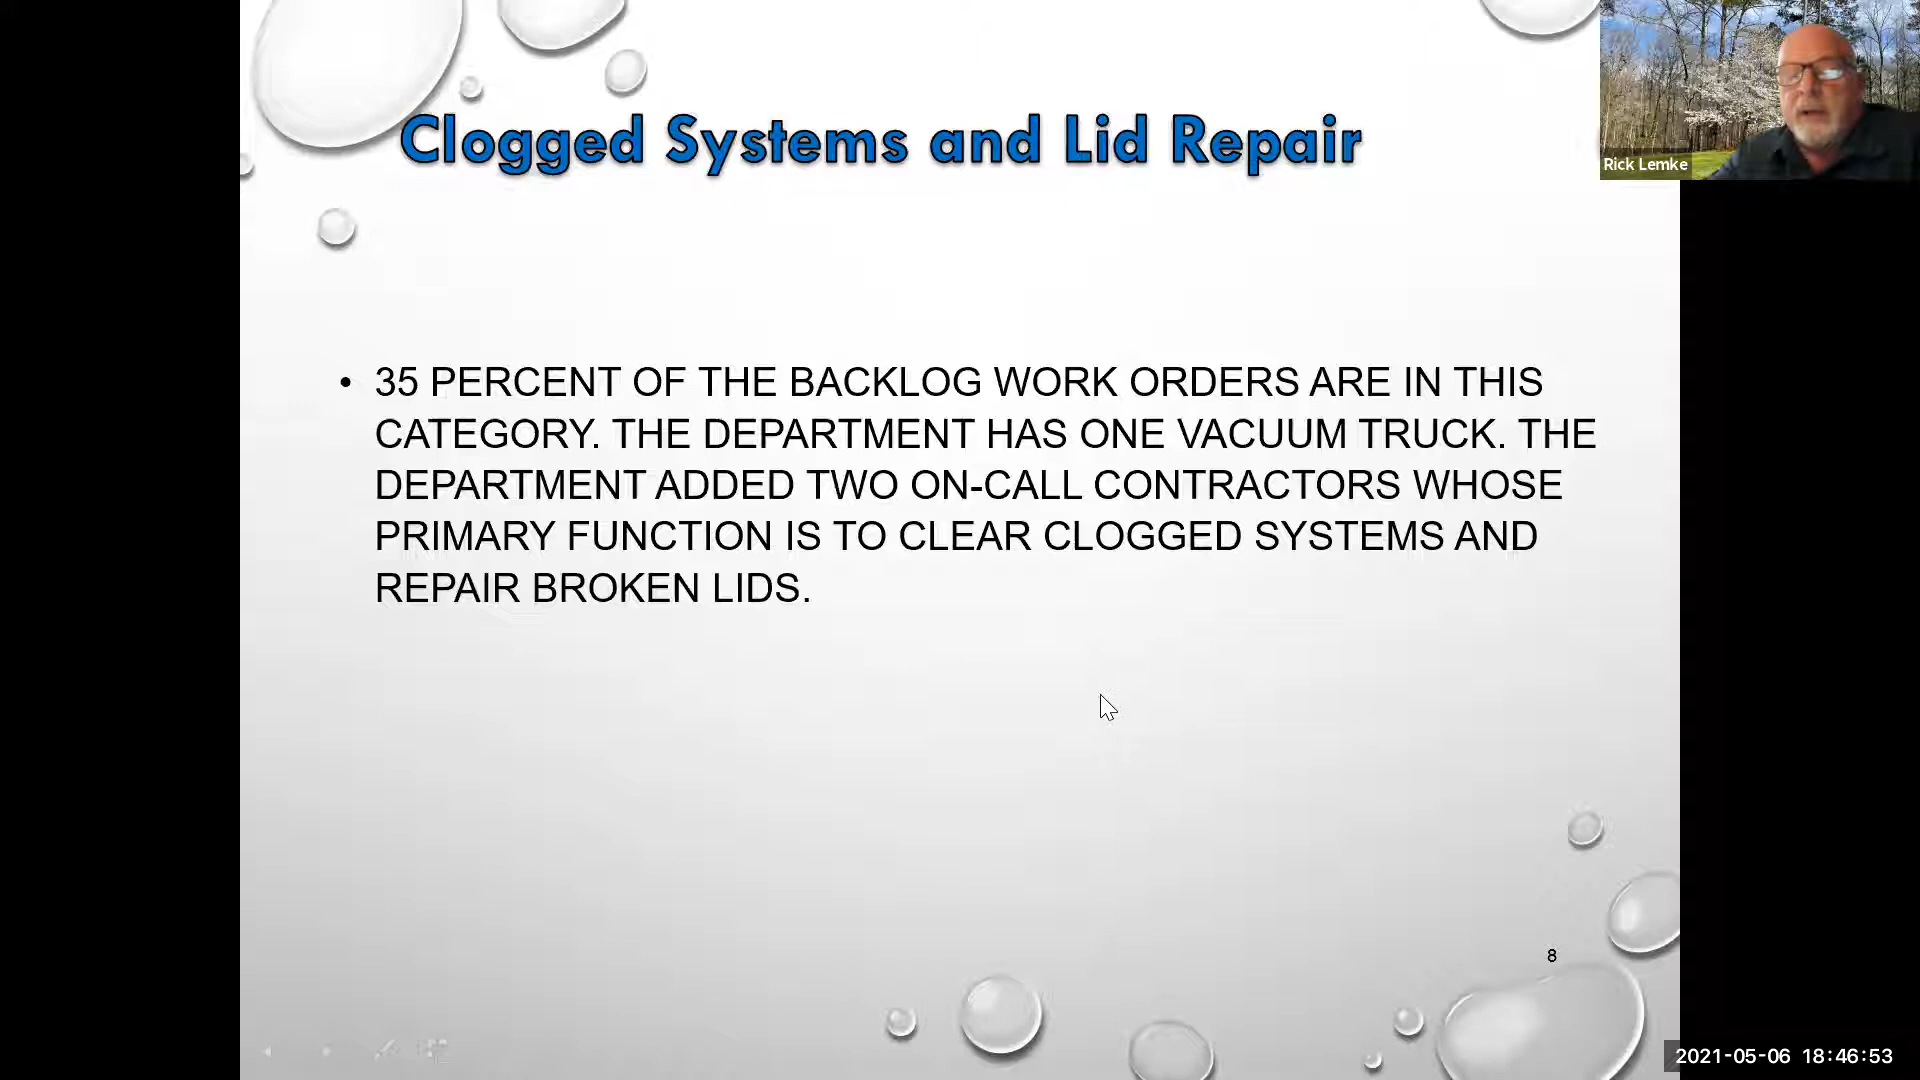 Clogged Systems and Lid Repair
Rick Lemke
• 35 PERCENT OF THE BACKLOG WORK ORDERS ARE IN THIS
CATEGORY. THE DEPARTMENT HAS ONE VACUUM TRUCK. THE
DEPARTMENT ADDED TWO ON-CALL CONTRACTORS WHOSE
PRIMARY FUNCTION IS TO CLEAR CLOGGED SYSTEMS AND
REPAIR BROKEN LIDS.
8
2021-05-06 18:46:53